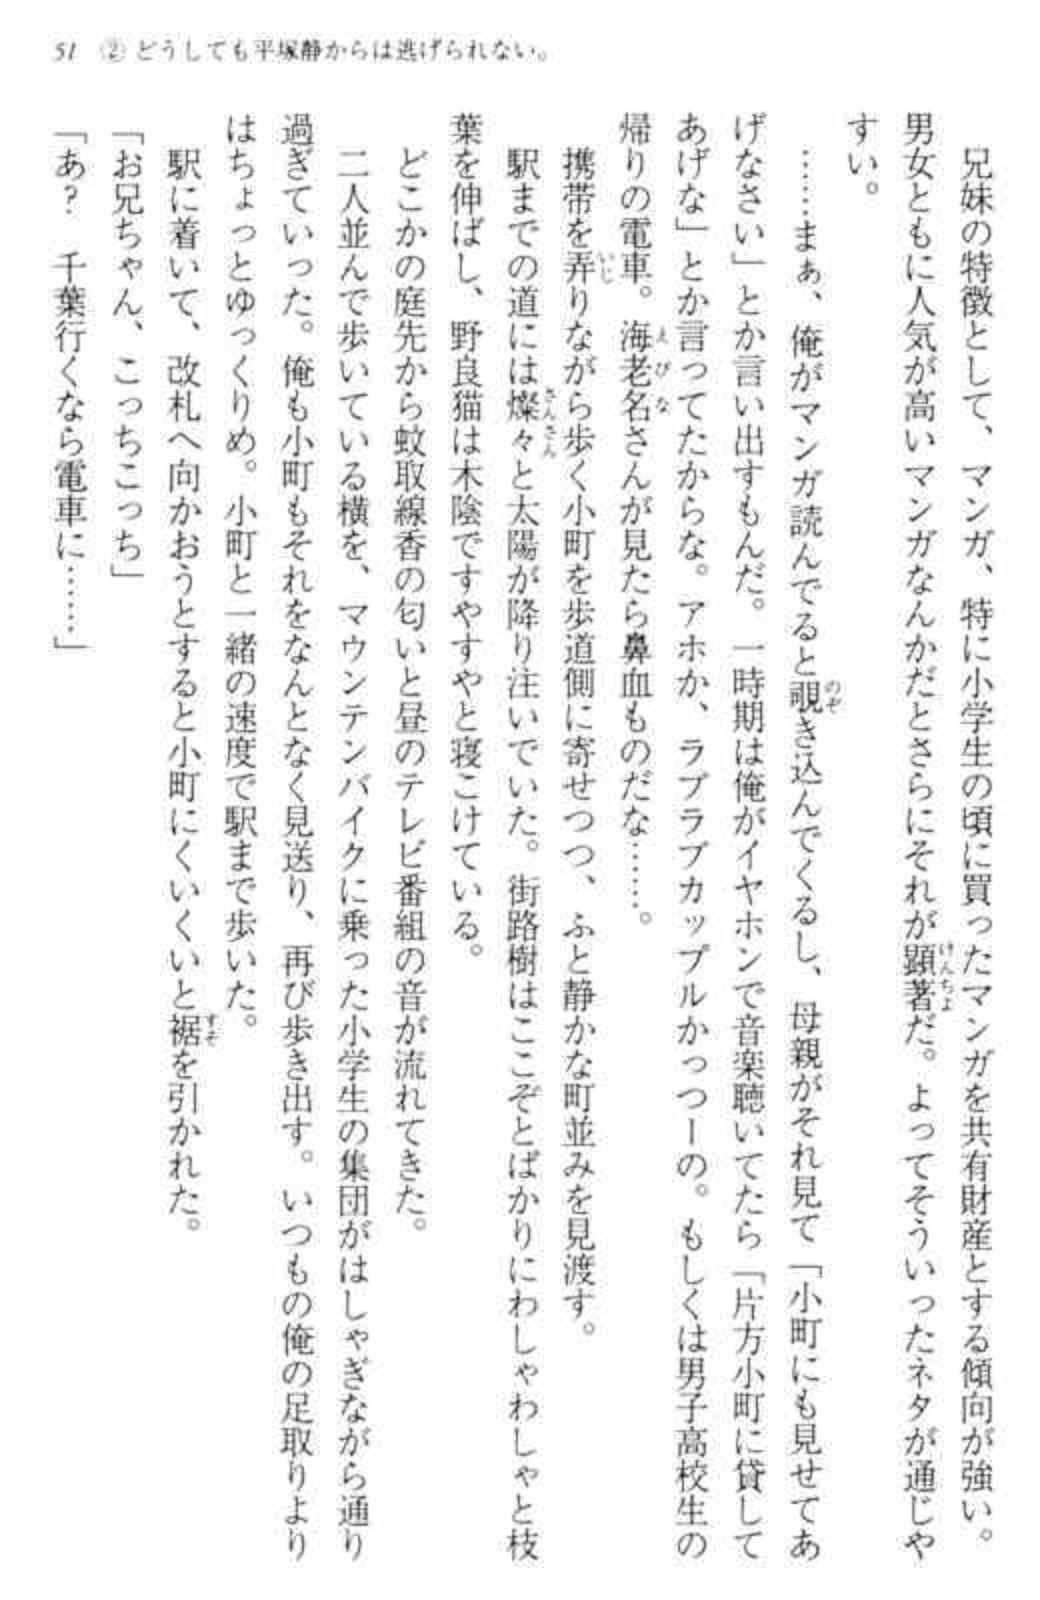 51 ② どうしても平塚静からは逃げられない。
　兄妹の特徴として、マンガ、特に小学生の頃に買ったマンガを共有財産とする傾向が強い。
男女ともに人気が高いマンガなんかだとさらにそれが顕著だ。よってそういったネタが通じや
すい。
　……まぁ、俺がマンガ読んでると覗き込んでくるし、母親がそれ見て「小町にも見せてあ
げなさい」とか言い出すもんだ。一時期は俺がイヤホンで音楽聴いてたら「片方小町に貸して
あげな」とか言ってたからな。アホか、ラブラブカップルかっつーの。もしくは男子高校生の
帰りの電車。海老名さんが見たら鼻血ものだな……。
　携帯を弄りながら歩く小町を歩道側に寄せつつ、ふと静かな町並みを見渡す。
　駅までの道には燦々と太陽が降り注いでいた。街路樹はここぞとばかりにわしゃわしゃと枝
葉を伸ばし、野良猫は木陰ですやすやと寝こけている。
　どこかの庭先から蚊取線香の匂いと昼のテレビ番組の音が流れてきた。
　二人並んで歩いている横を、マウンテンバイクに乗った小学生の集団がはしゃぎながら通り
過ぎていった。俺も小町もそれをなんとなく見送り、再び歩き出す。いつもの俺の足取りより
はちょっとゆっくりめ。小町と一緒の速度で駅まで歩いた。
　駅に着いて、改札へ向かおうとすると小町にくいくいと裾を引かれた。
「お兄ちゃん、こっちこっち」
「あ？　千葉行くなら電車に……」